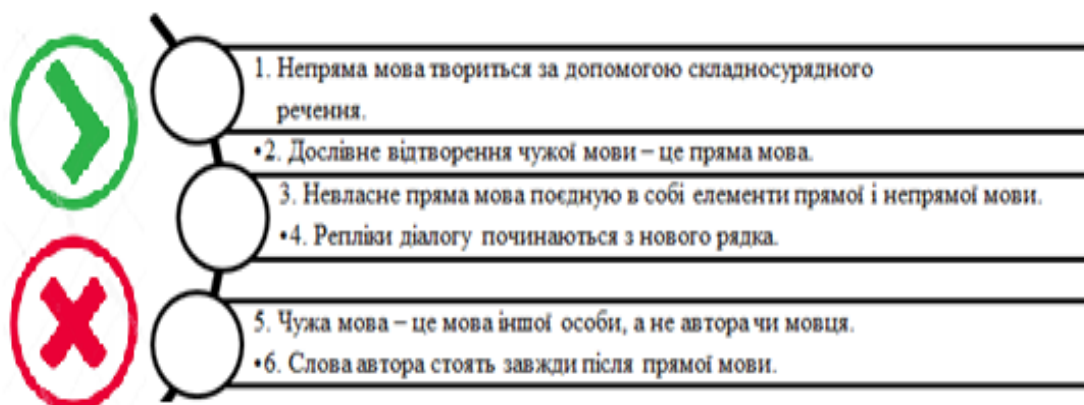 1. Непряма мова твориться за допомогою складносурядного
речення.
•2. Дослівне відтворення чужої мови – це пряма мова.
3. Невласне пряма мова поєдную в собі елементи прямої і непрямої мови.
•4. Репліки діалогу починаються з нового рядка.
5. Чужа мова – це мова іншої особи, а не автора чи мовця.
•6. Слова автора стоять завжди після прямої мови.